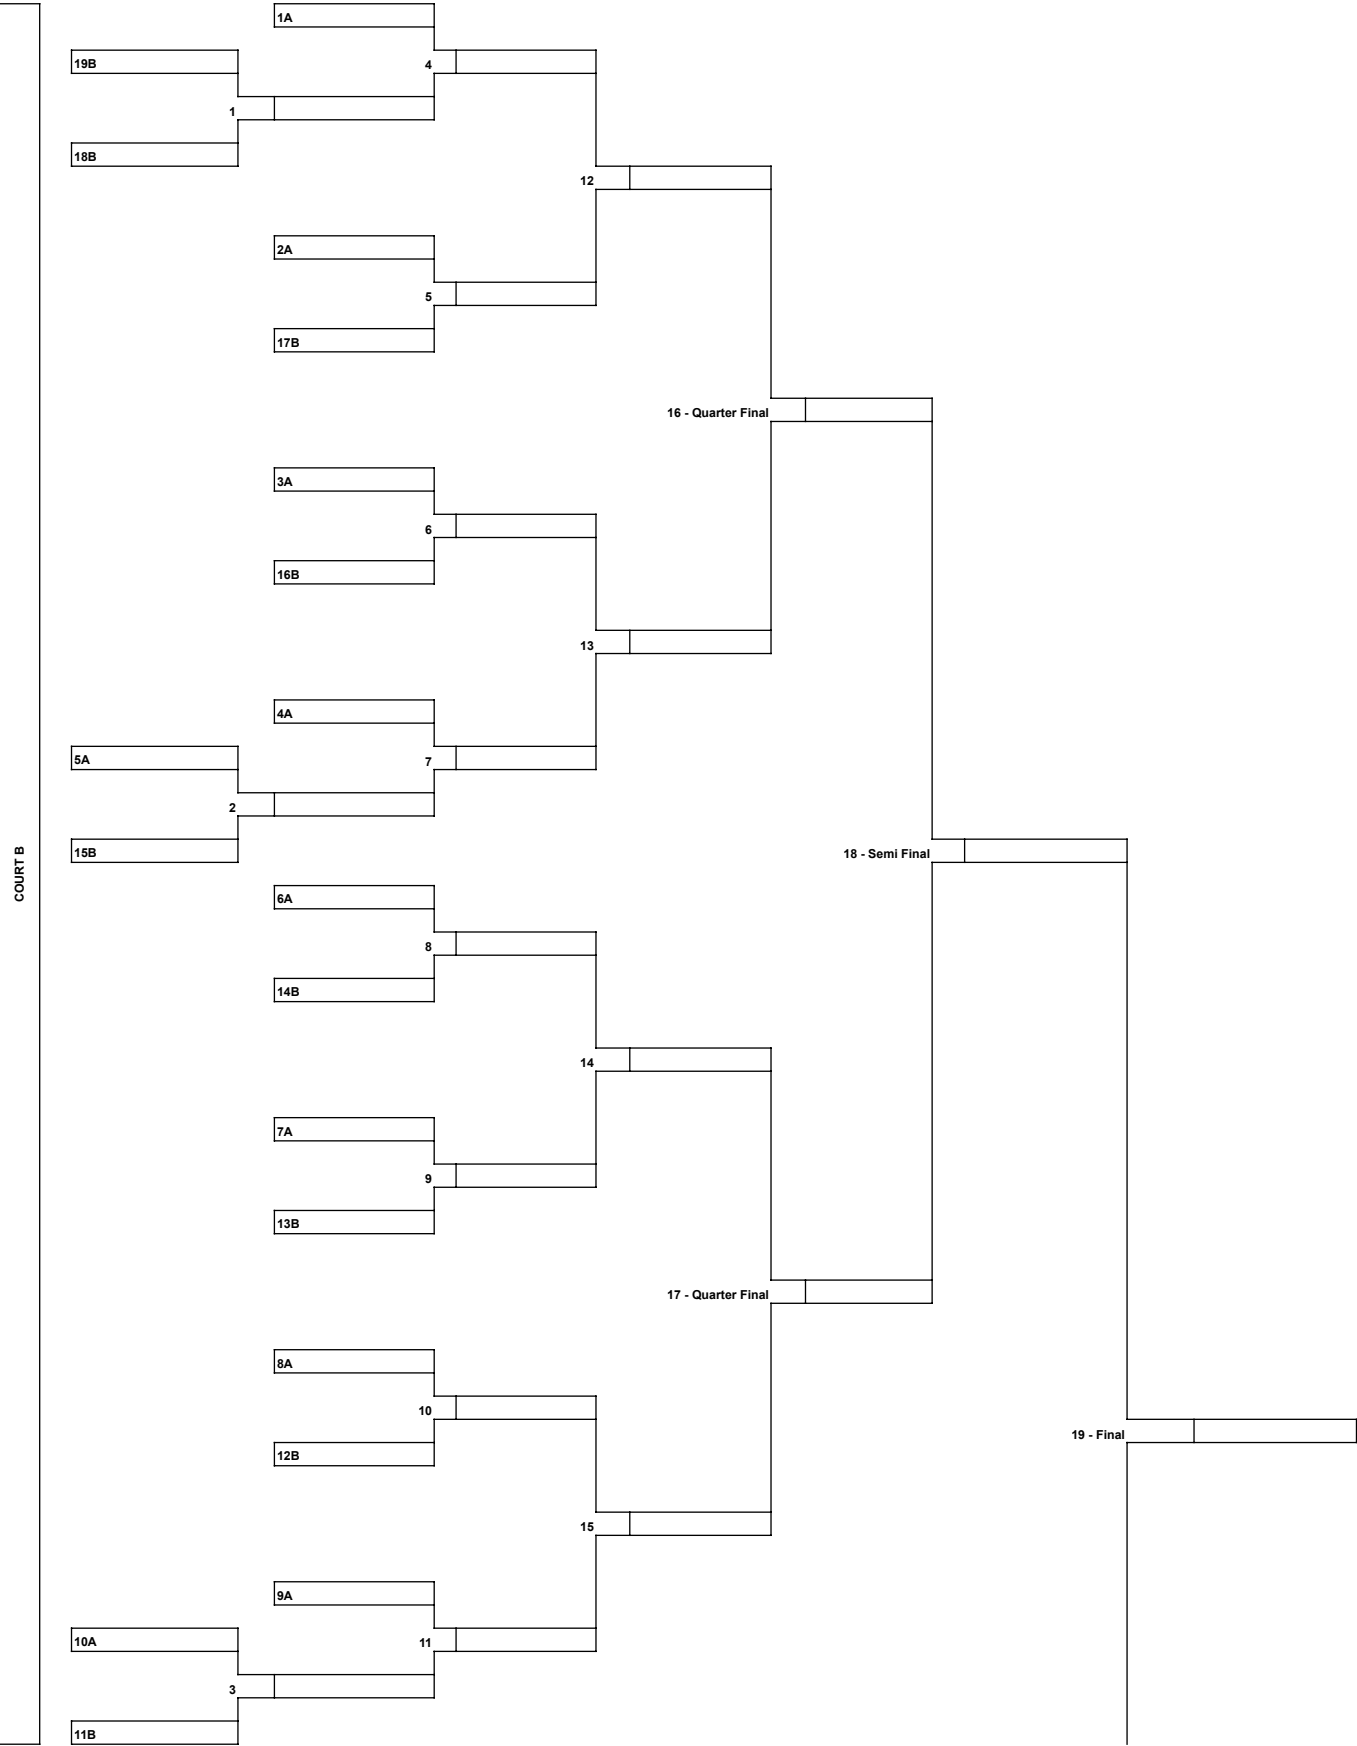 COURT B
1A
19B
4
1
18B
12
2A
5
17B
16 - Quarter Final
3A
6
16B
13
4A
5A
7
2
15B
18 - Semi Final
6A
8
14B
14
7A
9
13B
17 - Quarter Final
8A
10
19 - Final
12B
15
9A
10A
11
3
11B